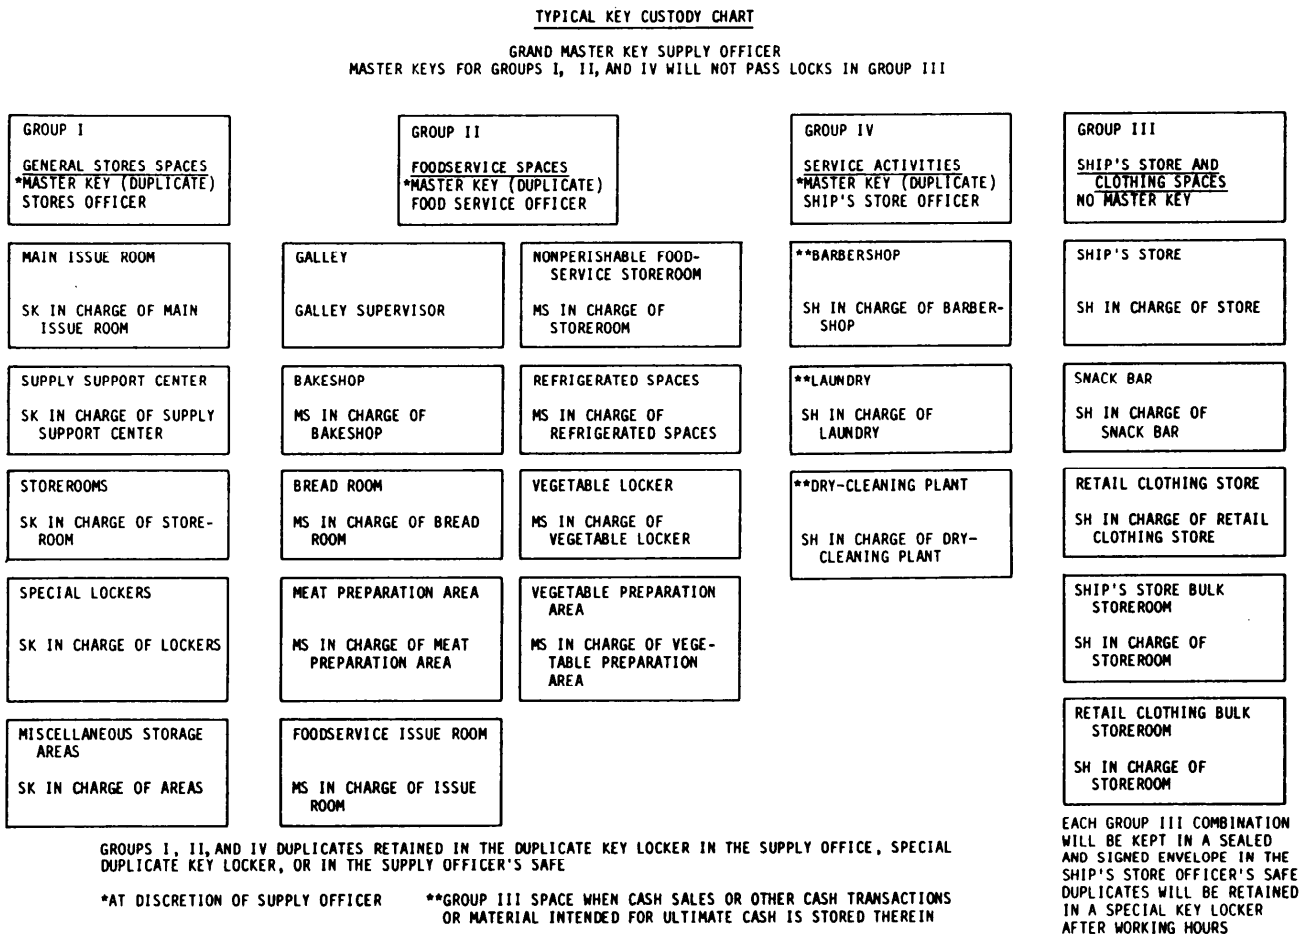 TYPICAL KEY CUSTODY CHART
GRAND MASTER KEY SUPPLY OFFICER
MASTER KEYS FOR GROUPS I, II, AND IV WILL NOT PASS LOCKS IN GROUP III
GROUP I
GENERAL STORES SPACES
*MASTER KEY (DUPLICATE)
STORES OFFICER
MAIN ISSUE ROOM
SK IN CHARGE OF MAIN
ISSUE ROOM
SUPPLY SUPPORT CENTER
SK IN CHARGE OF SUPPLY
SUPPORT CENTER
STOREROOMS
SK IN CHARGE OF STORE-
ROOM
SPECIAL LOCKERS
SK IN CHARGE OF LOCKERS
MISCELLANEOUS STORAGE
AREAS
SK IN CHARGE OF AREAS
GROUP II
FOODSERVICE SPACES
*MASTER KEY (DUPLICATE)
FOOD SERVICE OFFICER
GALLEY
GALLEY SUPERVISOR
BAKESHOP
MS IN CHARGE OF
BAKESHOP
BREAD ROOM
MS IN CHARGE OF BREAD
ROOM
MEAT PREPARATION AREA
MS IN CHARGE OF MEAT
PREPARATION AREA
FOODSERVICE ISSUE ROOM
MS IN CHARGE OF ISSUE
ROOM
NONPERISHABLE FOOD-
SERVICE STOREROOM
MS IN CHARGE OF
STOREROOM
REFRIGERATED SPACES
MS IN CHARGE OF
REFRIGERATED SPACES
VEGETABLE LOCKER
MS IN CHARGE OF
VEGETABLE LOCKER
VEGETABLE PREPARATION
AREA
MS IN CHARGE OF VEGE-
TABLE PREPARATION
AREA
GROUP IV
SERVICE ACTIVITIES
*MASTER KEY (DUPLICATE)
SHIP'S STORE OFFICER
**BARBERSHOP
SH IN CHARGE OF BARBER-
SHOP
**LAUNDRY
SH IN CHARGE OF
LAUNDRY
**DRY-CLEANING PLANT
SH IN CHARGE OF DRY-
CLEANING PLANT
GROUP III
SHIP'S STORE AND
CLOTHING SPACES
NO MASTER KEY
SHIP'S STORE
SH IN CHARGE OF STORE
SNACK BAR
SH IN CHARGE OF
SNACK BAR
RETAIL CLOTHING STORE
SH IN CHARGE OF RETAIL
CLOTHING STORE
SHIP'S STORE BULK
STOREROOM
SH IN CHARGE OF
STOREROOM
RETAIL CLOTHING BULK
STOREROOM
SH IN CHARGE OF
STOREROOM
EACH GROUP III COMBINATION
WILL BE KEPT IN A SEALED
AND SIGNED ENVELOPE IN THE
SHIP'S STORE OFFICER'S SAFE
DUPLICATES WILL BE RETAINED
IN A SPECIAL KEY LOCKER
AFTER WORKING HOURS
GROUPS I, II, AND IV DUPLICATES RETAINED IN THE DUPLICATE KEY LOCKER IN THE SUPPLY OFFICE, SPECIAL
DUPLICATE KEY LOCKER, OR IN THE SUPPLY OFFICER'S SAFE
*AT DISCRETION OF SUPPLY OFFICER
**GROUP III SPACE WHEN CASH SALES OR OTHER CASH TRANSACTIONS
OR MATERIAL INTENDED FOR ULTIMATE CASH IS STORED THEREIN